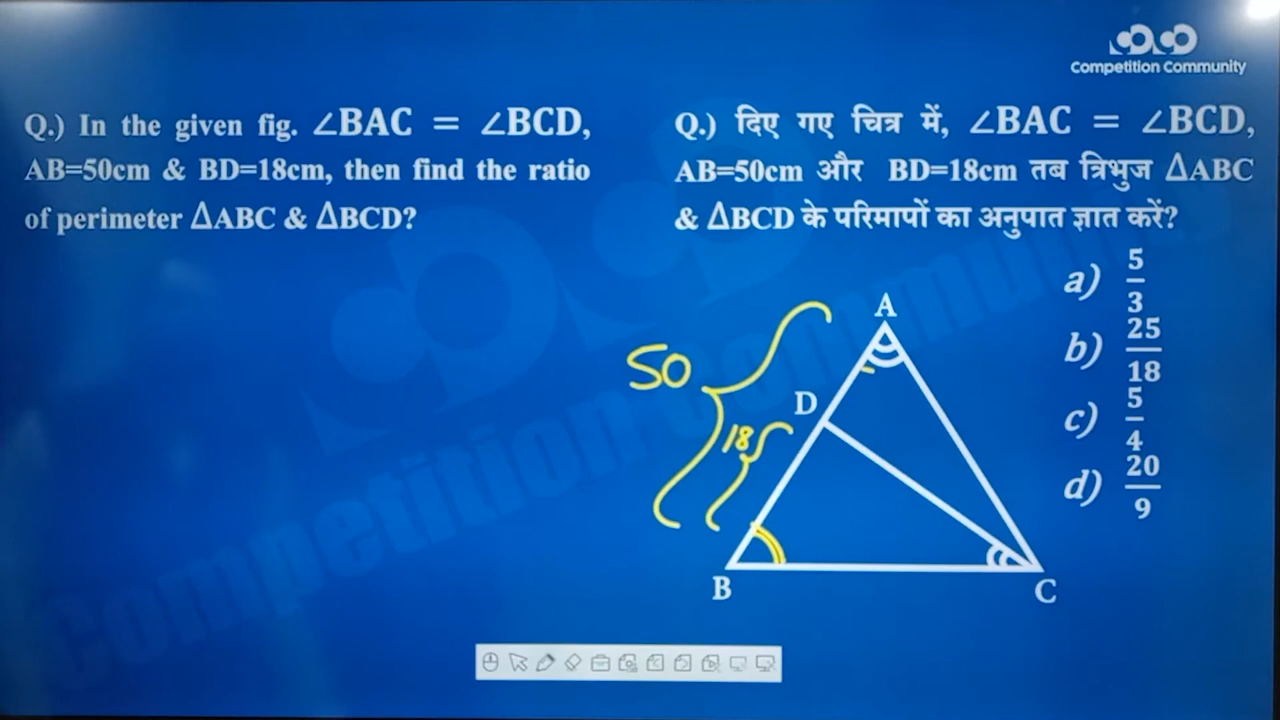 Competition Community
Q.) In the given fig. ∠BAC = ∠BCD,
AB=50cm & BD=18cm, then find the ratio
of perimeter ΔABC & ΔBCD?
Q.) दिए गए चित्र में, ∠BAC = ∠BCD,
AB=50cm और BD=18cm तब त्रिभुज ΔABC
& ΔBCD के परिमापों का अनुपात ज्ञात करें?
a) 5/3
b) 25/18
c) 5/4
d) 20/9
A
50
D
18
B
C
Competition Community